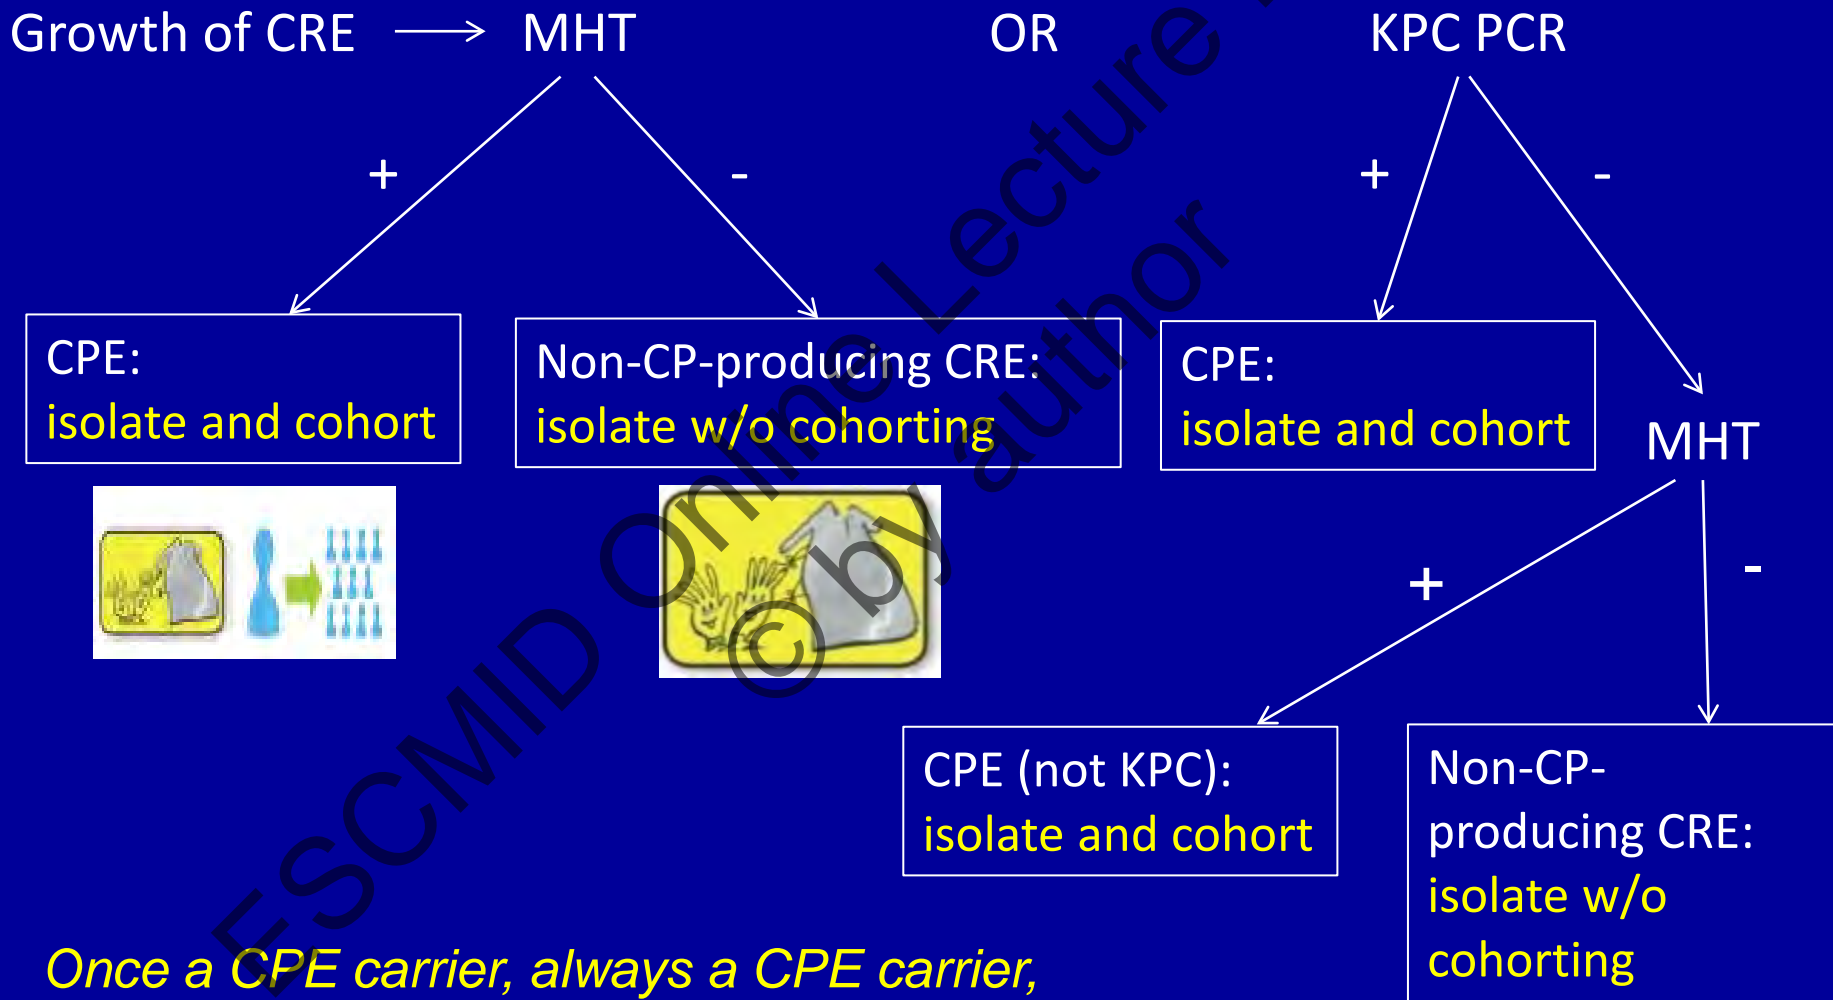 Growth of CRE → MHT OR KPC PCR
+ - + -
CPE:
isolate and cohort
Non-CP-producing CRE:
isolate w/o cohorting
CPE:
isolate and cohort
MHT
+ -
CPE (not KPC):
isolate and cohort
Non-CP-
producing CRE:
isolate w/o
cohorting
Once a CPE carrier, always a CPE carrier,
ESCMID Online Lecture
© by author